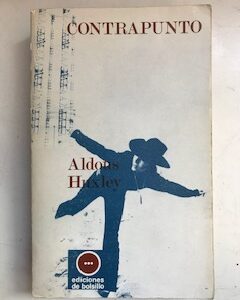 CONTRAPUNTO
Aldous
Huxley
ediciones
de bolsillo